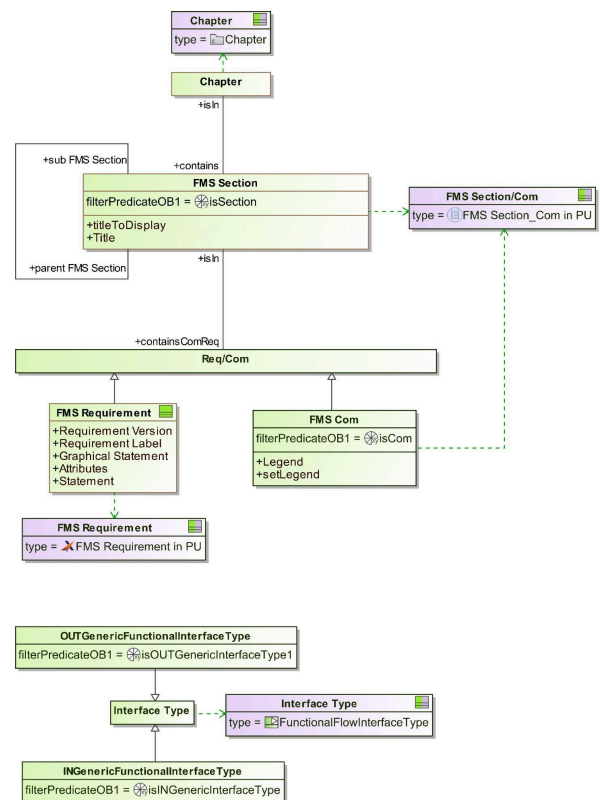 Chapter
type = Chapter
Chapter
+isIn
+sub FMS Section
+contains
FMS Section
filterPredicateOB1 = isSection
+titleToDisplay
+Title
FMS Section/Com
type = FMS Section_Com in PU
+parent FMS Section
+isIn
+containsComReq
Req/Com
FMS Requirement
+Requirement Version
+Requirement Label
+Graphical Statement
+Attributes
+Statement
FMS Com
filterPredicateOB1 = isCom
+Legend
+setLegend
FMS Requirement
type = FMS Requirement in PU
OUTGenericFunctionalInterfaceType
filterPredicateOB1 = isOUTGenericInterfaceType1
Interface Type
Interface Type
type = FunctionalFlowInterfaceType
INGenericFunctionalInterfaceType
filterPredicateOB1 = isINGenericInterfaceType